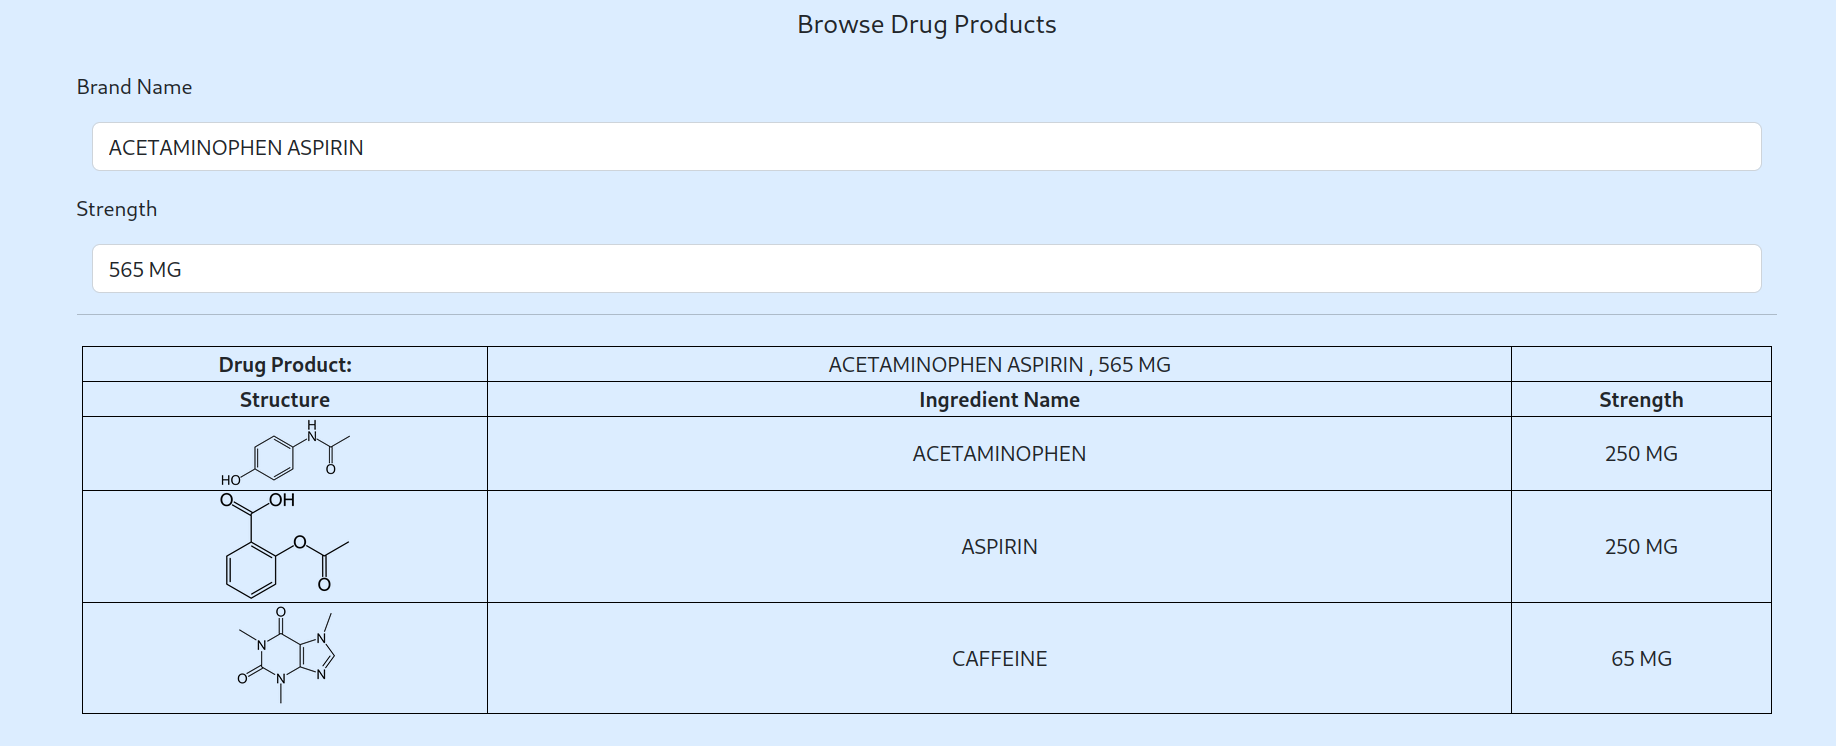 Browse Drug Products
Brand Name
ACETAMINOPHEN ASPIRIN
Strength
565 MG
Drug Product: ACETAMINOPHEN ASPIRIN , 565 MG
Structure Ingredient Name Strength
H
N
O
HO
ACETAMINOPHEN 250 MG
O OH
O
O
ASPIRIN 250 MG
O
N N
O N N
CAFFEINE 65 MG